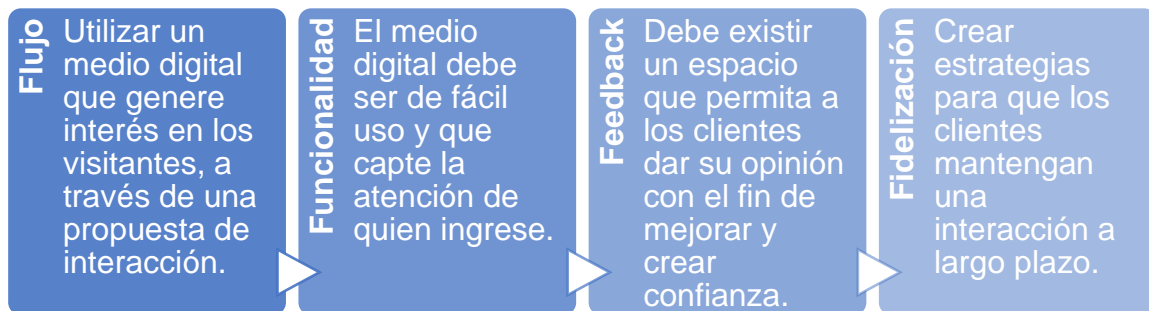 Flujo
Utilizar un
medio digital
que genere
interés en los
visitantes, a
través de una
propuesta de
interacción.
Funcionalidad
El medio
digital debe
ser de fácil
uso y que
capte la
atención de
quien ingrese.
Feedback
Debe existir
un espacio
que permita a
los clientes
dar su opinión
con el fin de
mejorar y
crear
confianza.
Fidelización
Crear
estrategias
para que los
clientes
mantengan
una
interacción a
largo plazo.